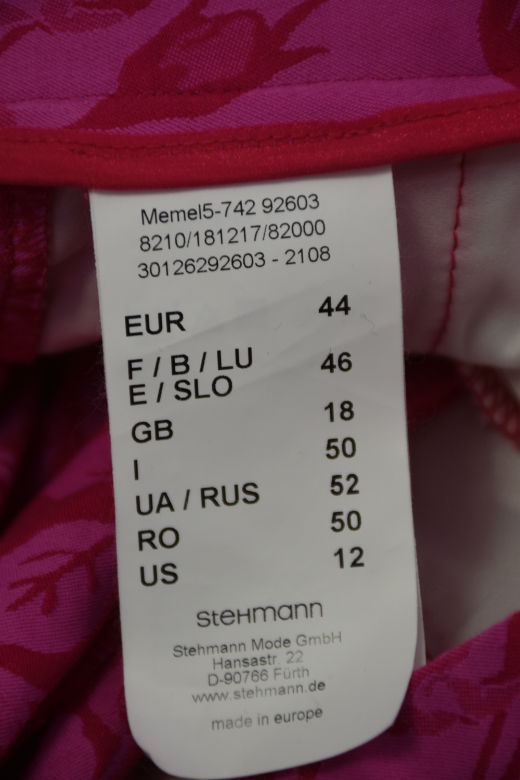 Memel5-742 92603
8210/181217/82000
30126292603 - 2108
EUR 44
F / B / LU 46
E / SLO
GB 18
I 50
UA / RUS 52
RO 50
US 12
steHmann
Stehmann Mode GmbH
Hansastr. 22
D-90766 Fürth
www.stehmann.de
made in europe